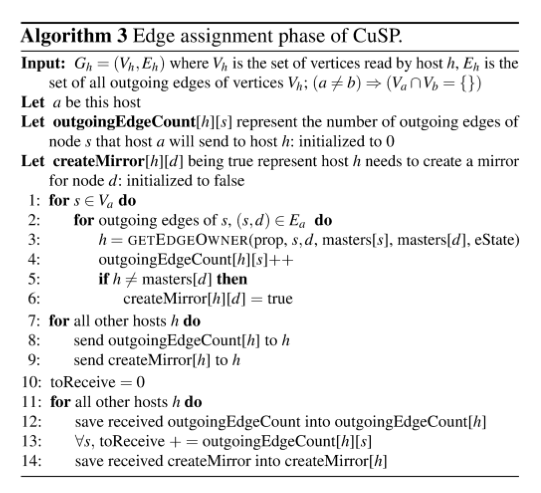 Algorithm 3 Edge assignment phase of CuSP.
Input: G_h = (V_h, E_h) where V_h is the set of vertices read by host h, E_h is the
set of all outgoing edges of vertices V_h; (a ≠ b) ⇒ (V_a ∩ V_b = {})
Let a be this host
Let outgoingEdgeCount[h][s] represent the number of outgoing edges of
node s that host a will send to host h: initialized to 0
Let createMirror[h][d] being true represent host h needs to create a mirror
for node d: initialized to false
1: for s ∈ V_a do
2: for outgoing edges of s, (s,d) ∈ E_a do
3: h = GETEDGEOWNER(prop, s,d, masters[s], masters[d], eState)
4: outgoingEdgeCount[h][s]++
5: if h ≠ masters[d] then
6: createMirror[h][d] = true
7: for all other hosts h do
8: send outgoingEdgeCount[h] to h
9: send createMirror[h] to h
10: toReceive = 0
11: for all other hosts h do
12: save received outgoingEdgeCount into outgoingEdgeCount[h]
13: ∀s, toReceive + = outgoingEdgeCount[h][s]
14: save received createMirror into createMirror[h]